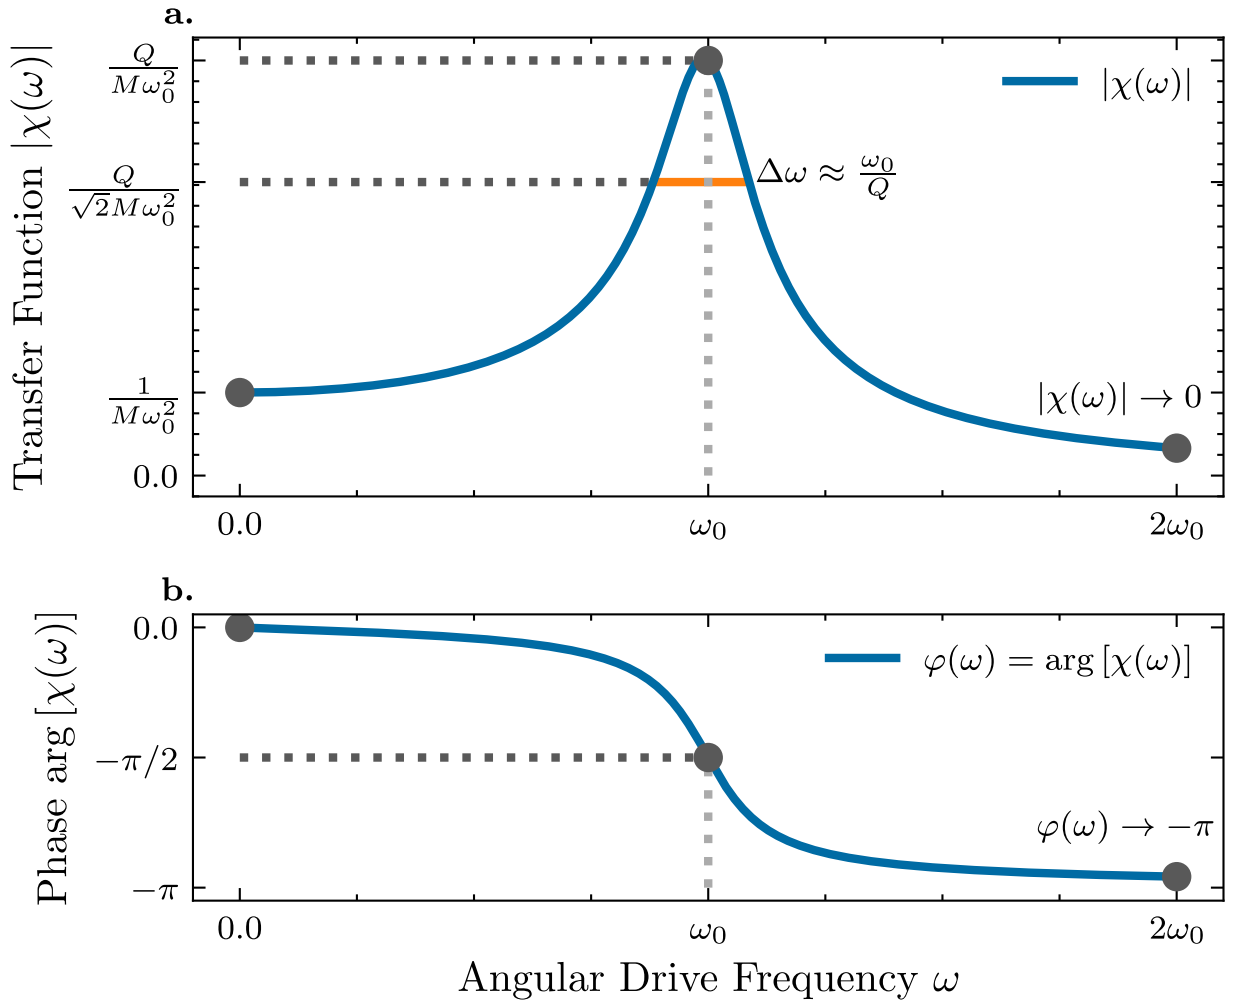 a.
Transfer Function |χ(ω)|
Q/Mω₀²
Q/√2Mω₀²
1/Mω₀²
0.0
|χ(ω)|
Δω ≈ ω₀/Q
|χ(ω)| → 0
0.0 ω₀ 2ω₀
b.
Phase arg [χ(ω)]
0.0
−π/2
−π
φ(ω) = arg [χ(ω)]
φ(ω) → −π
0.0 ω₀ 2ω₀
Angular Drive Frequency ω